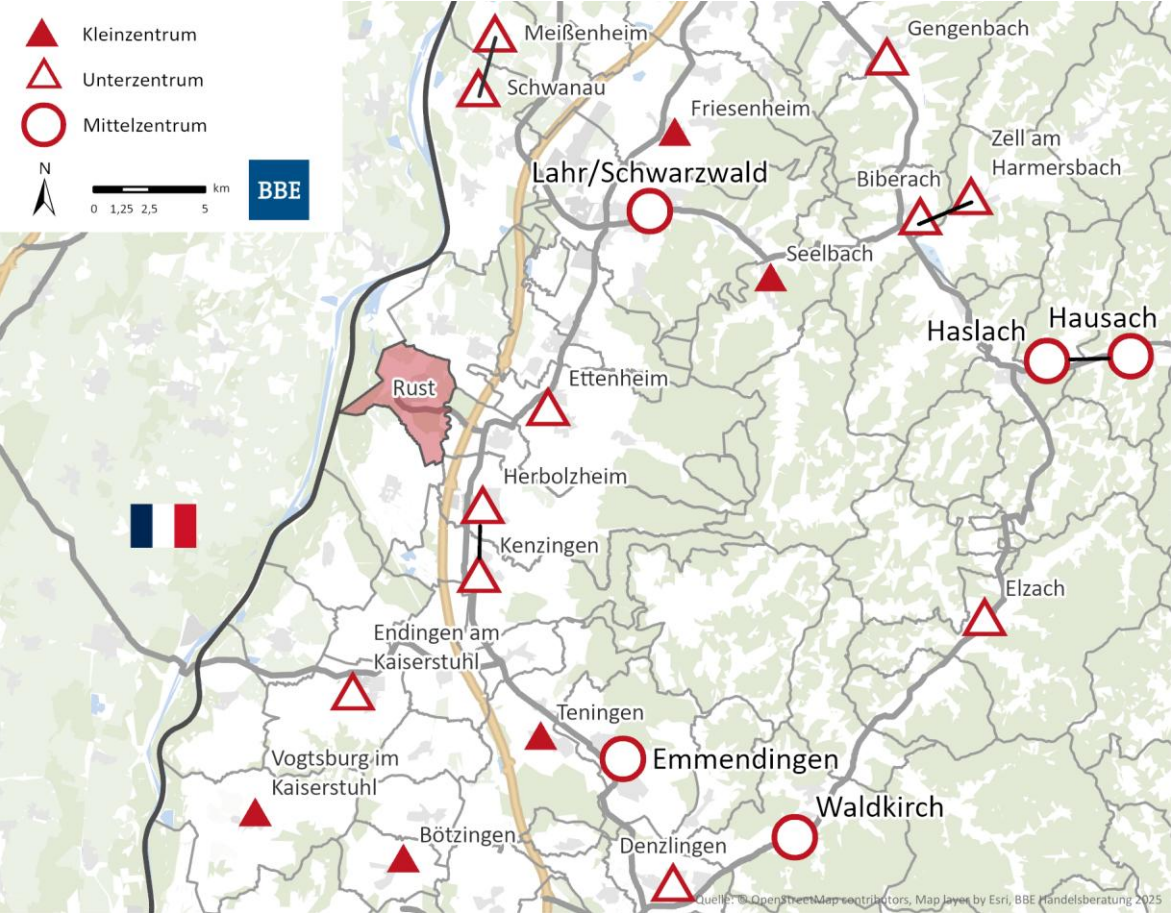 Kleinzentrum
Unterzentrum
Mittelzentrum
N
km
0 1,25 2,5 5
BBE
Meißenheim
Schwanau
Gengenbach
Friesenheim
Zell am
Harmersbach
Lahr/Schwarzwald
Biberach
Seelbach
Haslach
Hausach
Rust
Ettenheim
Herbolzheim
Kenzingen
Elzach
Endingen am
Kaiserstuhl
Teningen
Emmendingen
Vogtsburg im
Kaiserstuhl
Waldkirch
Bötzingen
Denzlingen
Quelle: © OpenStreetMap contributors, Map layer by Esri, BBE Handelsberatung 2025